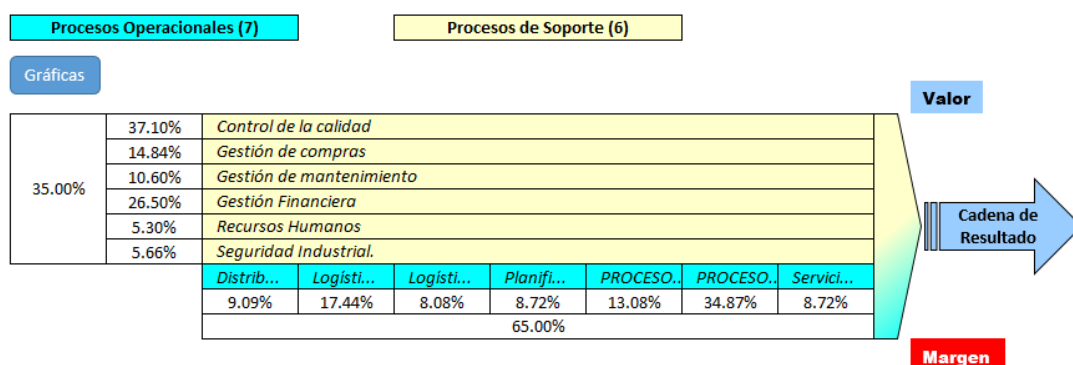 Procesos Operacionales (7)
Procesos de Soporte (6)
Gráficas
Valor
35.00%
37.10% Control de la calidad
14.84% Gestión de compras
10.60% Gestión de mantenimiento
26.50% Gestión Financiera
5.30% Recursos Humanos
5.66% Seguridad Industrial.
Cadena de
Resultado
Distrib... Logísti... Logísti... Planifi... PROCESO.. PROCESO.. Servici...
9.09% 17.44% 8.08% 8.72% 13.08% 34.87% 8.72%
65.00%
Margen